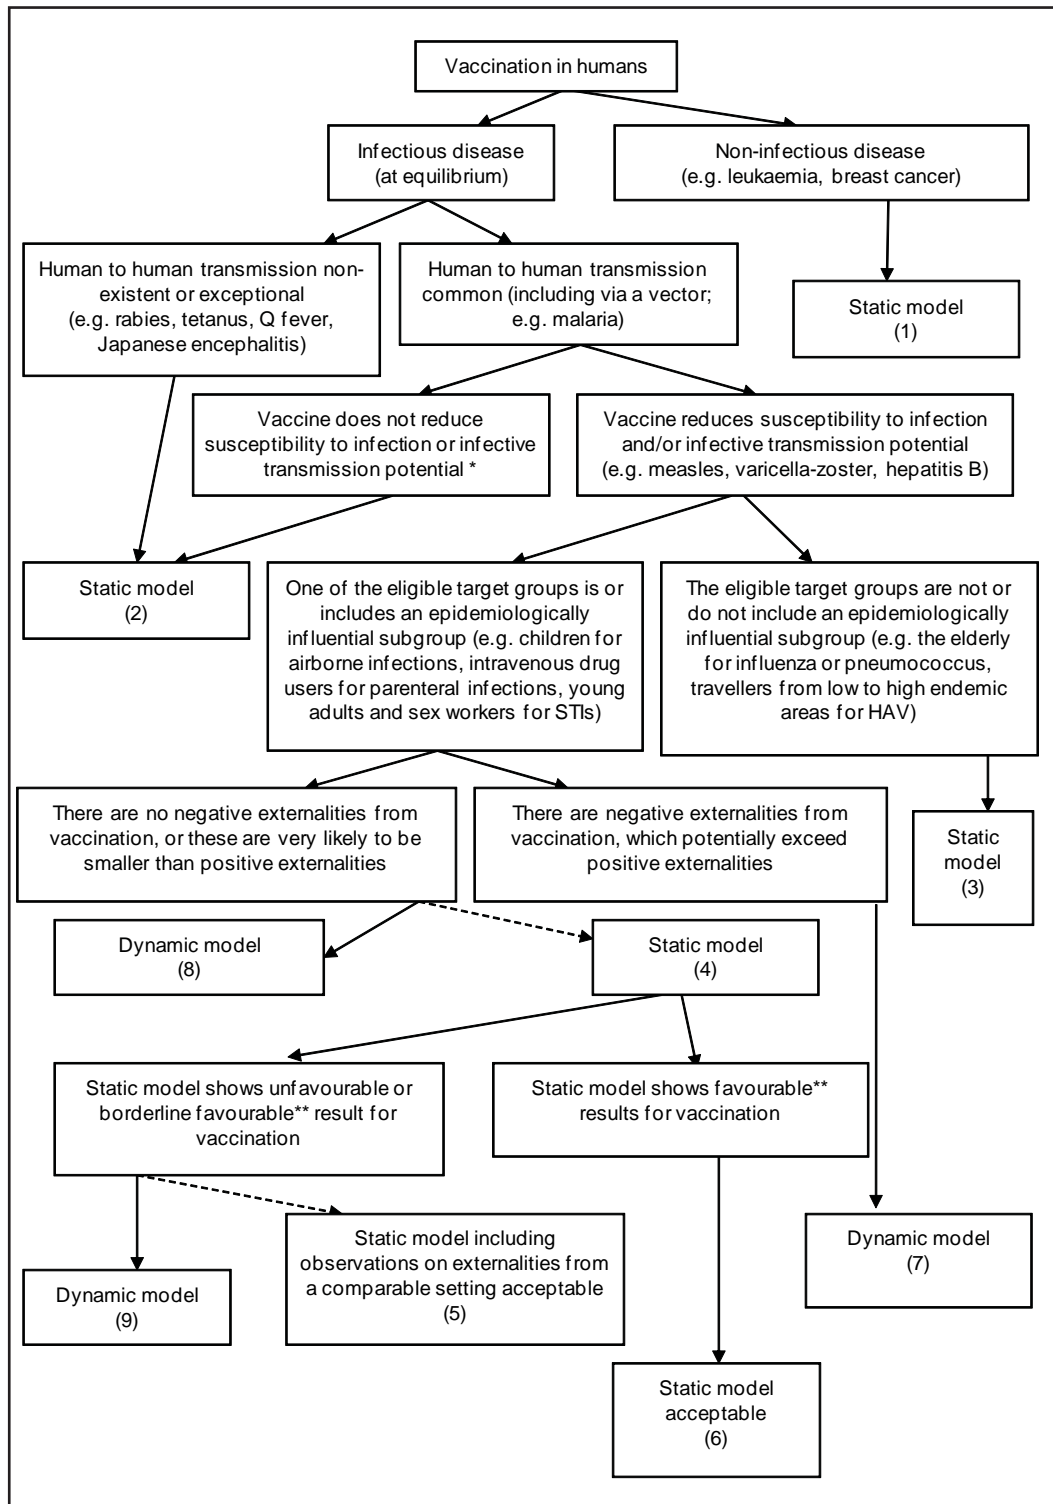 Vaccination in humans
Infectious disease
(at equilibrium)
Non-infectious disease
(e.g. leukaemia, breast cancer)
Human to human transmission non-
existent or exceptional
(e.g. rabies, tetanus, Q fever,
Japanese encephalitis)
Human to human transmission
common (including via a vector;
e.g. malaria)
Static model
(1)
Vaccine does not reduce
susceptibility to infection or infective
transmission potential *
Vaccine reduces susceptibility to infection
and/or infective transmission potential
(e.g. measles, varicella-zoster, hepatitis B)
Static model
(2)
One of the eligible target groups is or
includes an epidemiologically
influential subgroup (e.g. children for
airborne infections, intravenous drug
users for parenteral infections, young
adults and sex workers for STIs)
The eligible target groups are not or
do not include an epidemiologically
influential subgroup (e.g. the elderly
for influenza or pneumococcus,
travellers from low to high endemic
areas for HAV)
There are no negative externalities from
vaccination, or these are very likely to be
smaller than positive externalities
There are negative externalities from
vaccination, which potentially exceed
positive externalities
Static
model
(3)
Dynamic model
(8)
Static model
(4)
Static model shows unfavourable or
borderline favourable** result for
vaccination
Static model shows favourable**
results for vaccination
Dynamic model
(9)
Static model including
observations on externalities from
a comparable setting acceptable
(5)
Dynamic model
(7)
Static model
acceptable
(6)